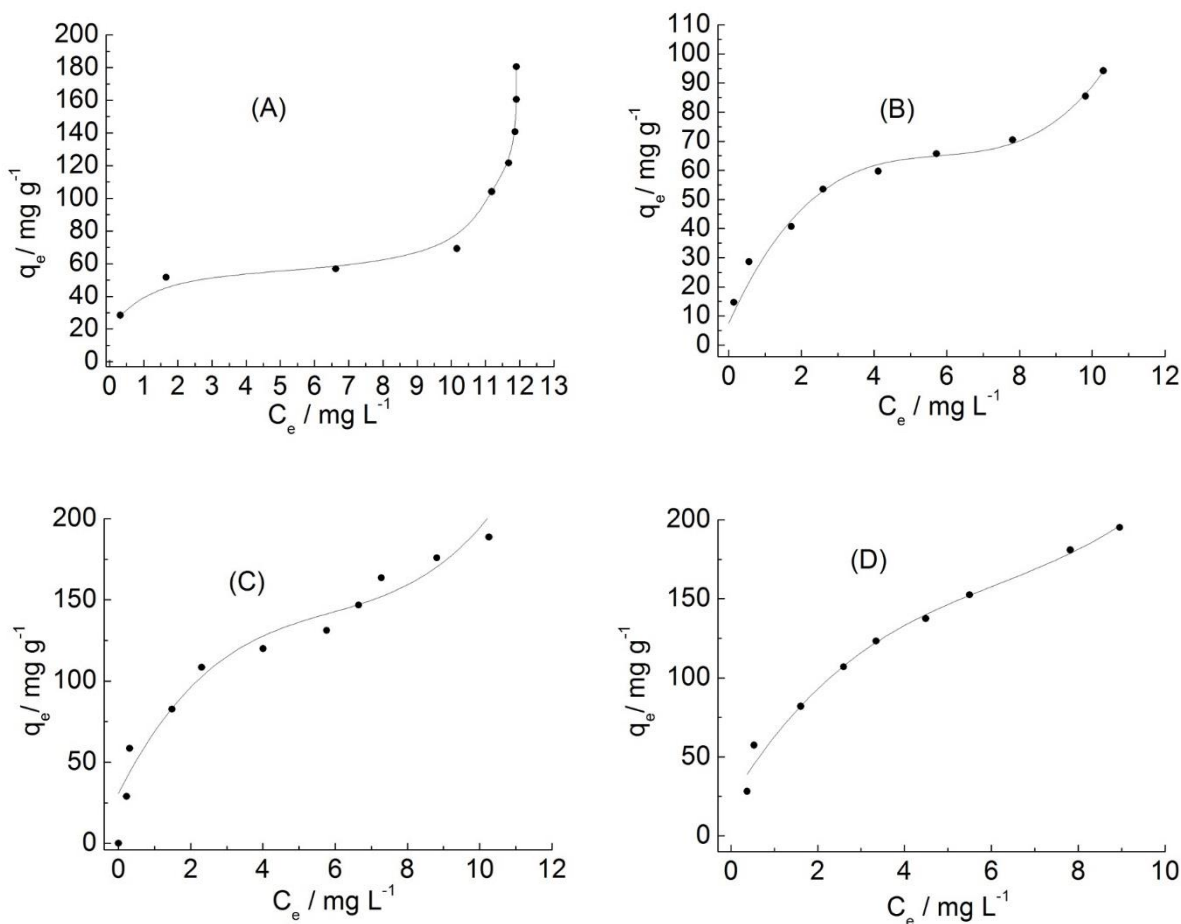 (A)
q_e/ mg g^-1
200
180
160
140
120
100
80
60
40
20
0
0 1 2 3 4 5 6 7 8 9 10 11 12 13
C_e / mg L^-1
(B)
q_e/ mg g^-1
110
100
90
80
70
60
50
40
30
20
10
0
0 2 4 6 8 10 12
C_e / mg L^-1
(C)
q_e/ mg g^-1
200
150
100
50
0
0 2 4 6 8 10 12
C_e / mg L^-1
(D)
q_e/ mg g^-1
200
150
100
50
0
0 2 4 6 8 10
C_e / mg L^-1